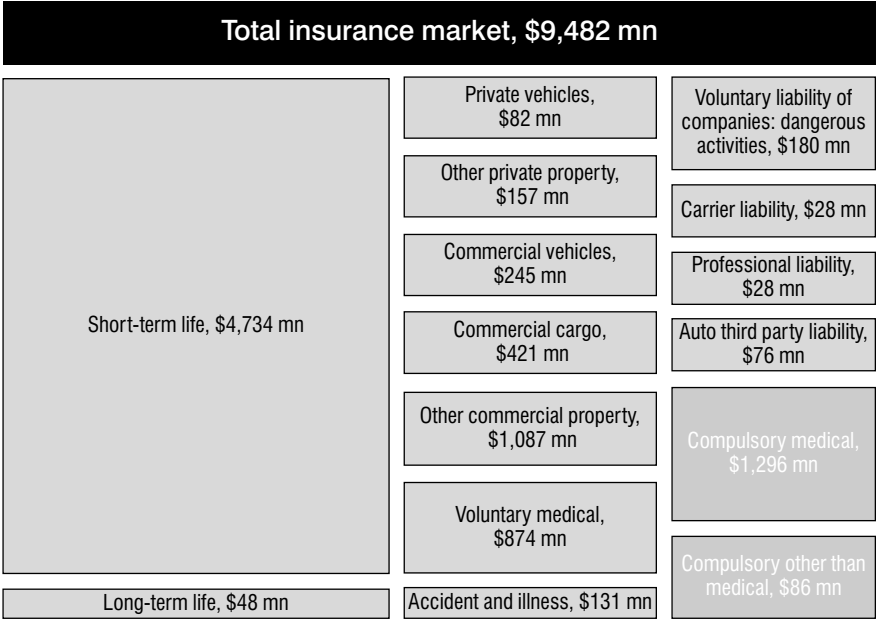 Total insurance market, $9,482 mn
Short-term life, $4,734 mn
Long-term life, $48 mn
Private vehicles,
$82 mn
Other private property,
$157 mn
Commercial vehicles,
$245 mn
Commercial cargo,
$421 mn
Other commercial property,
$1,087 mn
Voluntary medical,
$874 mn
Accident and illness, $131 mn
Voluntary liability of
companies: dangerous
activities, $180 mn
Carrier liability, $28 mn
Professional liability,
$28 mn
Auto third party liability,
$76 mn
Compulsory medical,
$1,296 mn
Compulsory other than
medical, $86 mn